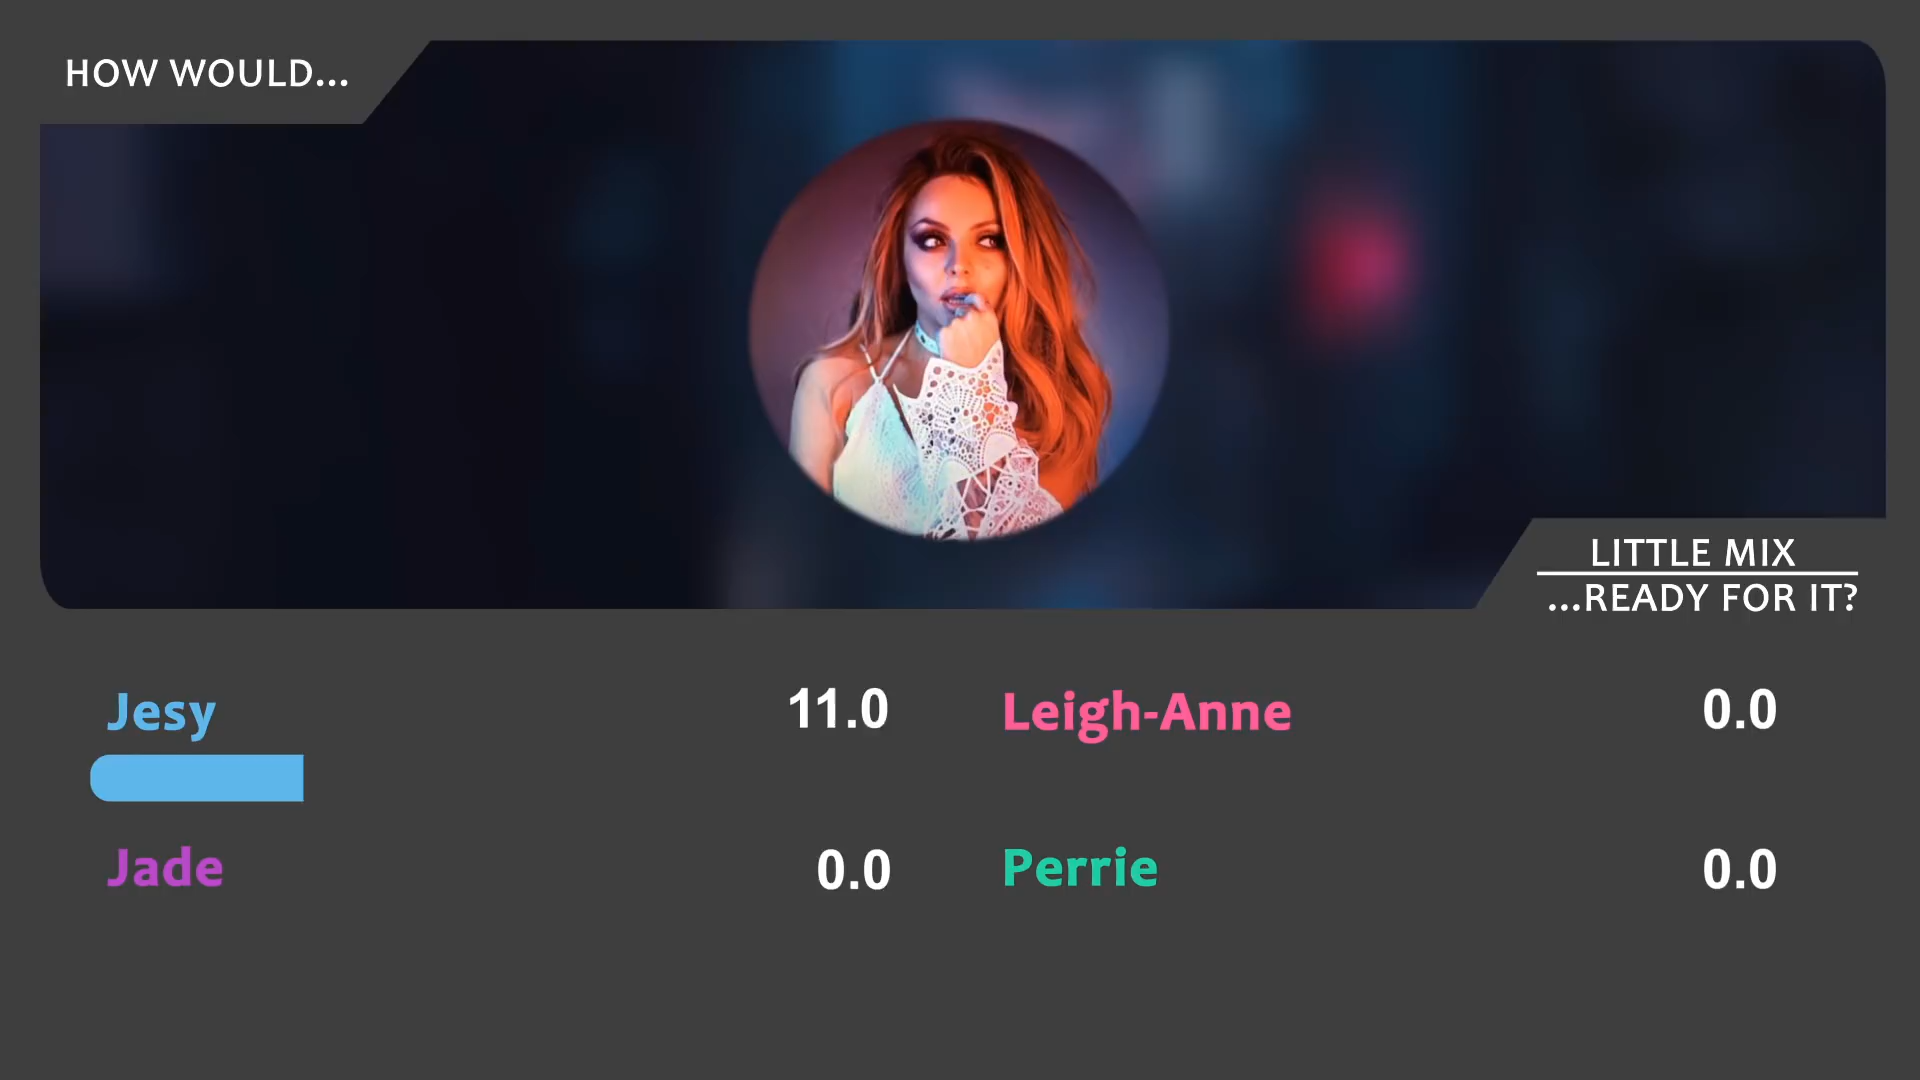 HOW WOULD...
LITTLE MIX
...READY FOR IT?
Jesy 11.0
Leigh-Anne 0.0
Jade 0.0
Perrie 0.0